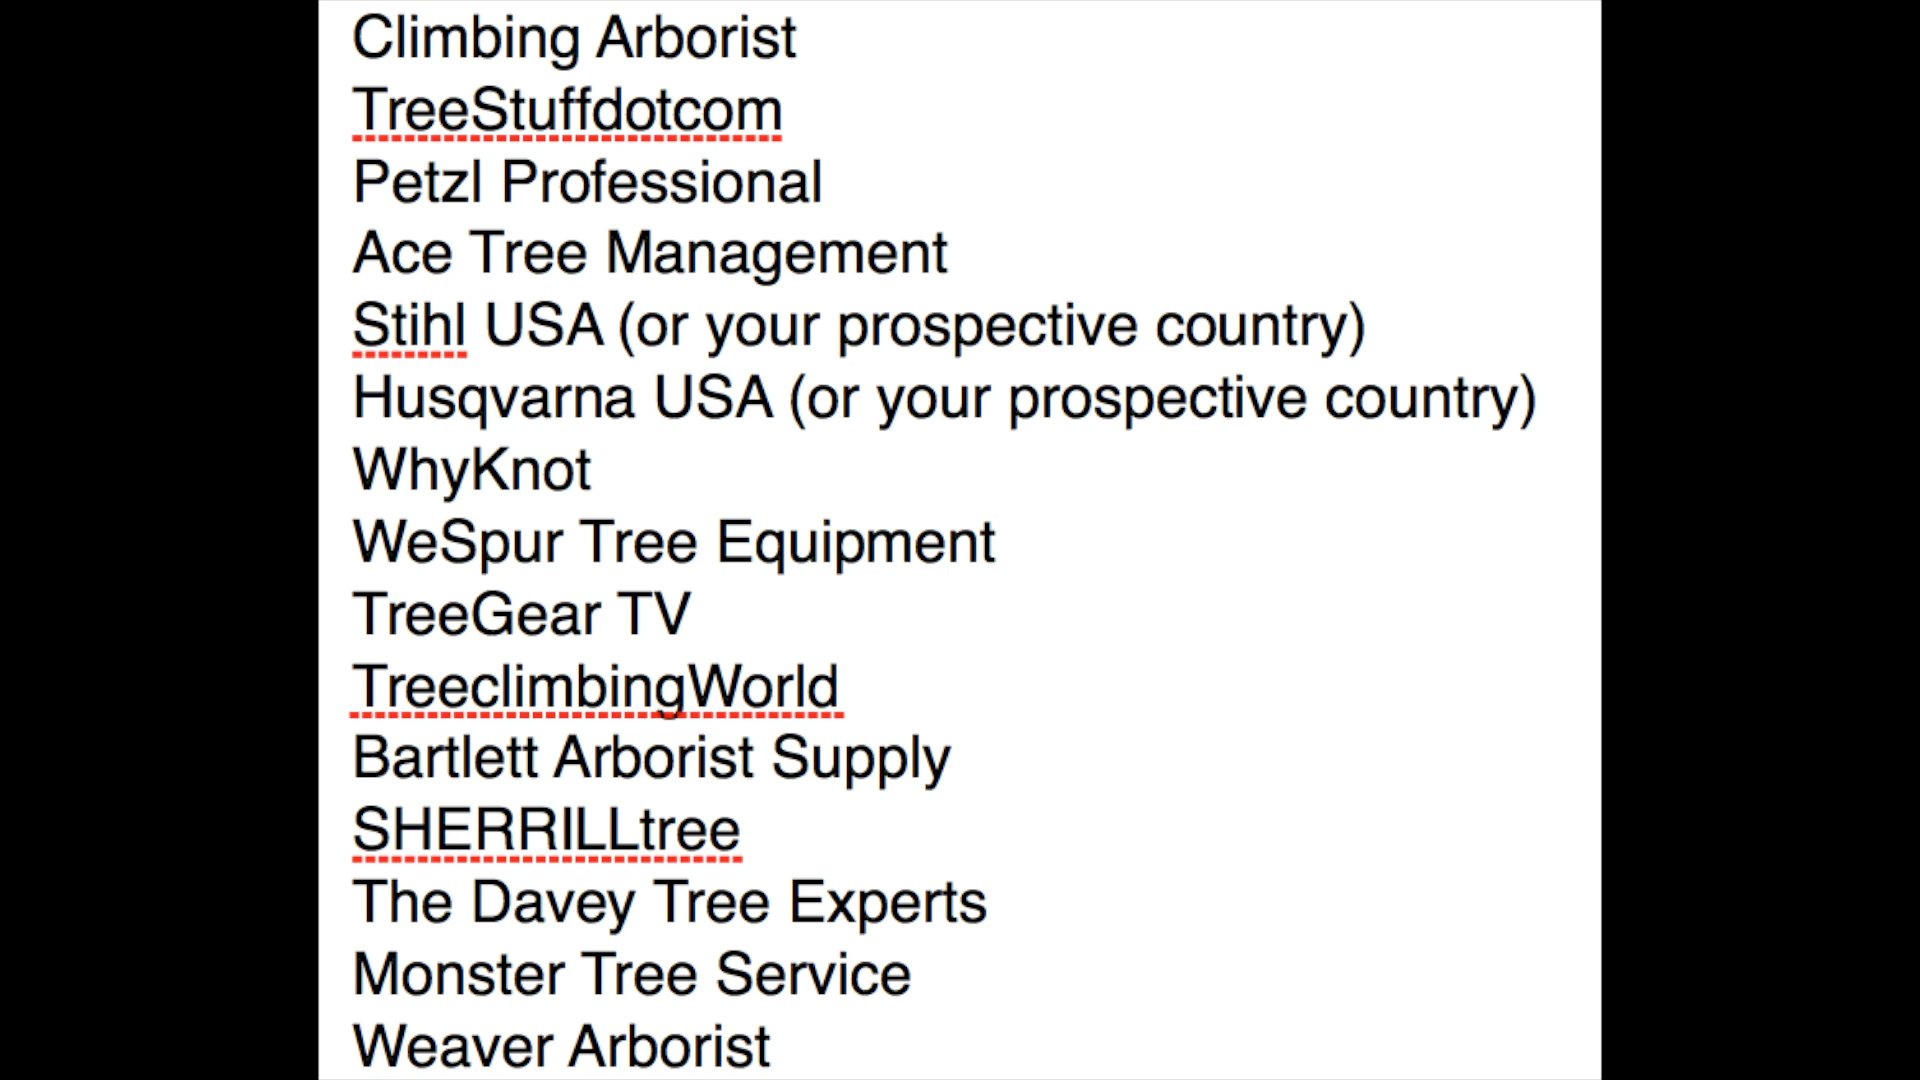 Climbing Arborist
TreeStuffdotcom
Petzl Professional
Ace Tree Management
Stihl USA (or your prospective country)
Husqvarna USA (or your prospective country)
WhyKnot
WeSpur Tree Equipment
TreeGear TV
TreeclimbingWorld
Bartlett Arborist Supply
SHERRILLtree
The Davey Tree Experts
Monster Tree Service
Weaver Arborist